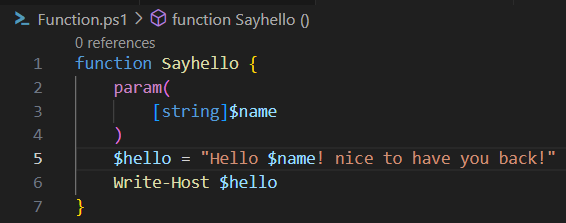 Function.ps1 > function Sayhello ()
0 references
1 function Sayhello {
2     param(
3         [string]$name
4     )
5     $hello = "Hello $name! nice to have you back!"
6     Write-Host $hello
7 }